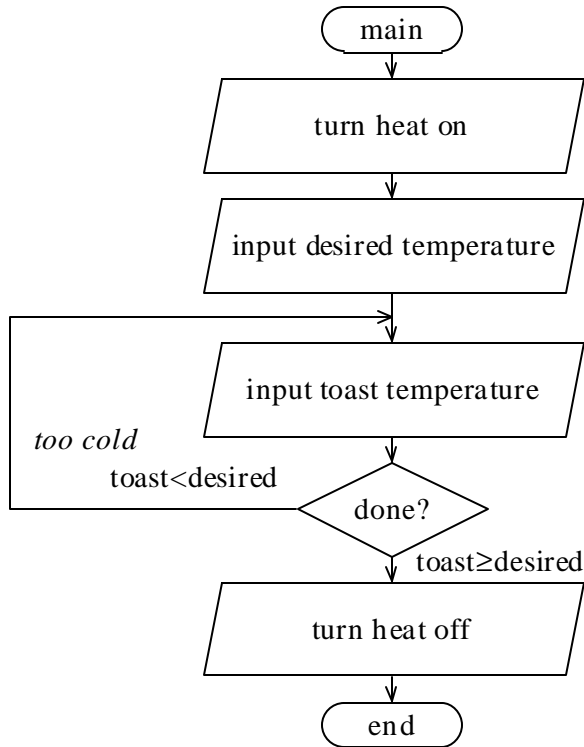 main
turn heat on
input desired temperature
input toast temperature
too cold
toast<desired
done?
toast≥desired
turn heat off
end